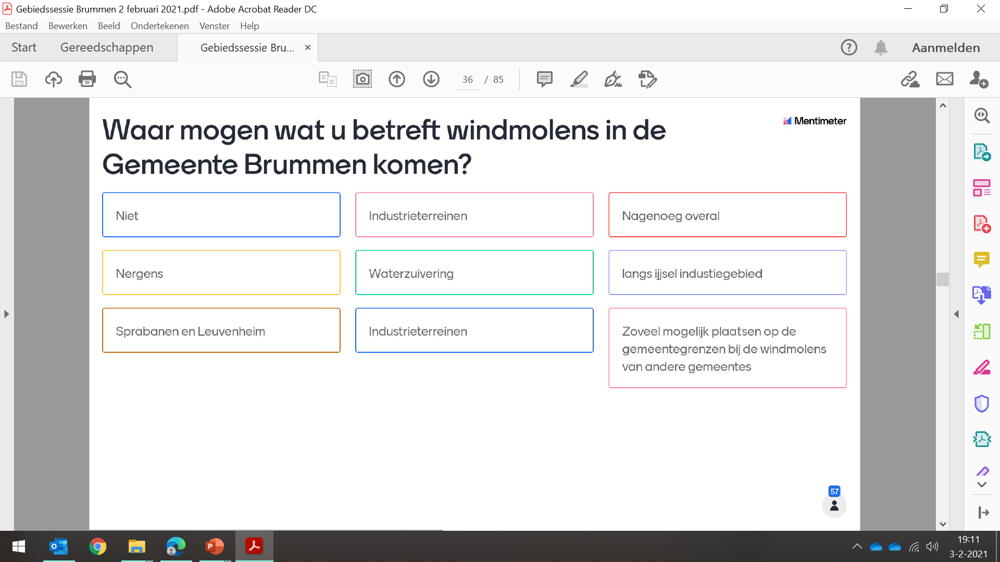 Gebiedssessie Brummen 2 februari 2021.pdf - Adobe Acrobat Reader DC
Bestand Bewerken Beeld Ondertekenen Venster Help
Start Gereedschappen Gebiedssessie Bru... × Aanmelden
36 / 85
Waar mogen wat u betreft windmolens in de
Gemeente Brummen komen?
Mentimeter
Niet
Industrieterreinen
Nagenoeg overal
Nergens
Waterzuivering
langs ijjsel industiegebied
Sprabanen en Leuvenheim
Industrieterreinen
Zoveel mogelijk plaatsen op de
gemeentegrenzen bij de windmolens
van andere gemeentes
57
19:11
3-2-2021